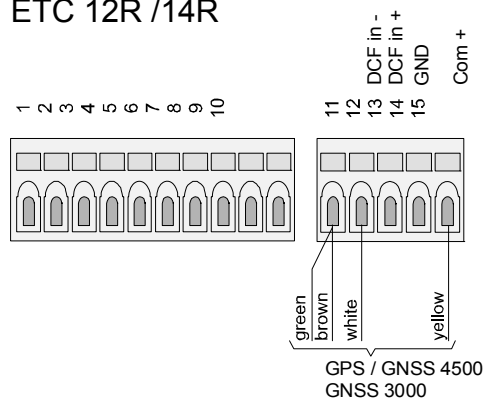 ETC 12R /14R
1
2
3
4
5
6
7
8
9
10
11
12
13 DCF in -
14 DCF in +
15 GND
Com +
green
brown
white
yellow
GPS / GNSS 4500
GNSS 3000